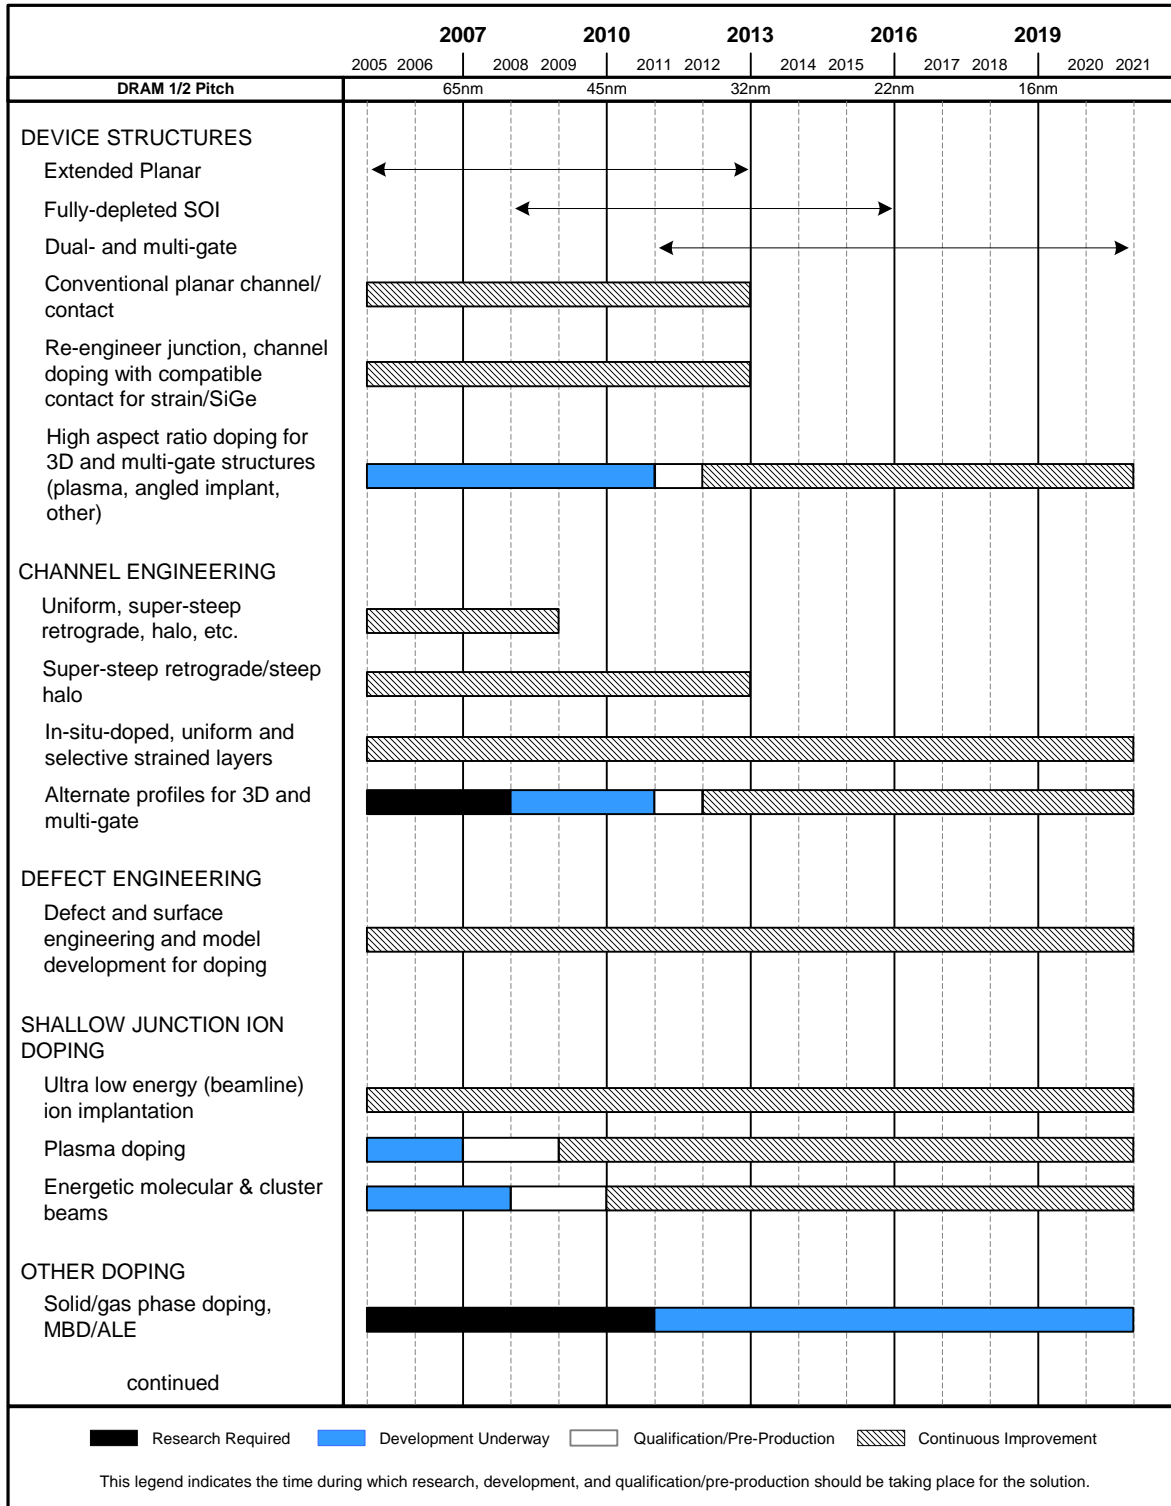 2007 2010 2013 2016 2019
2005 2006 2008 2009 2011 2012 2014 2015 2017 2018 2020 2021
DRAM 1/2 Pitch 65nm 45nm 32nm 22nm 16nm
DEVICE STRUCTURES
Extended Planar
Fully-depleted SOI
Dual- and multi-gate
Conventional planar channel/
contact
Re-engineer junction, channel
doping with compatible
contact for strain/SiGe
High aspect ratio doping for
3D and multi-gate structures
(plasma, angled implant,
other)
CHANNEL ENGINEERING
Uniform, super-steep
retrograde, halo, etc.
Super-steep retrograde/steep
halo
In-situ-doped, uniform and
selective strained layers
Alternate profiles for 3D and
multi-gate
DEFECT ENGINEERING
Defect and surface
engineering and model
development for doping
SHALLOW JUNCTION ION
DOPING
Ultra low energy (beamline)
ion implantation
Plasma doping
Energetic molecular & cluster
beams
OTHER DOPING
Solid/gas phase doping,
MBD/ALE
continued
Research Required Development Underway Qualification/Pre-Production Continuous Improvement
This legend indicates the time during which research, development, and qualification/pre-production should be taking place for the solution.